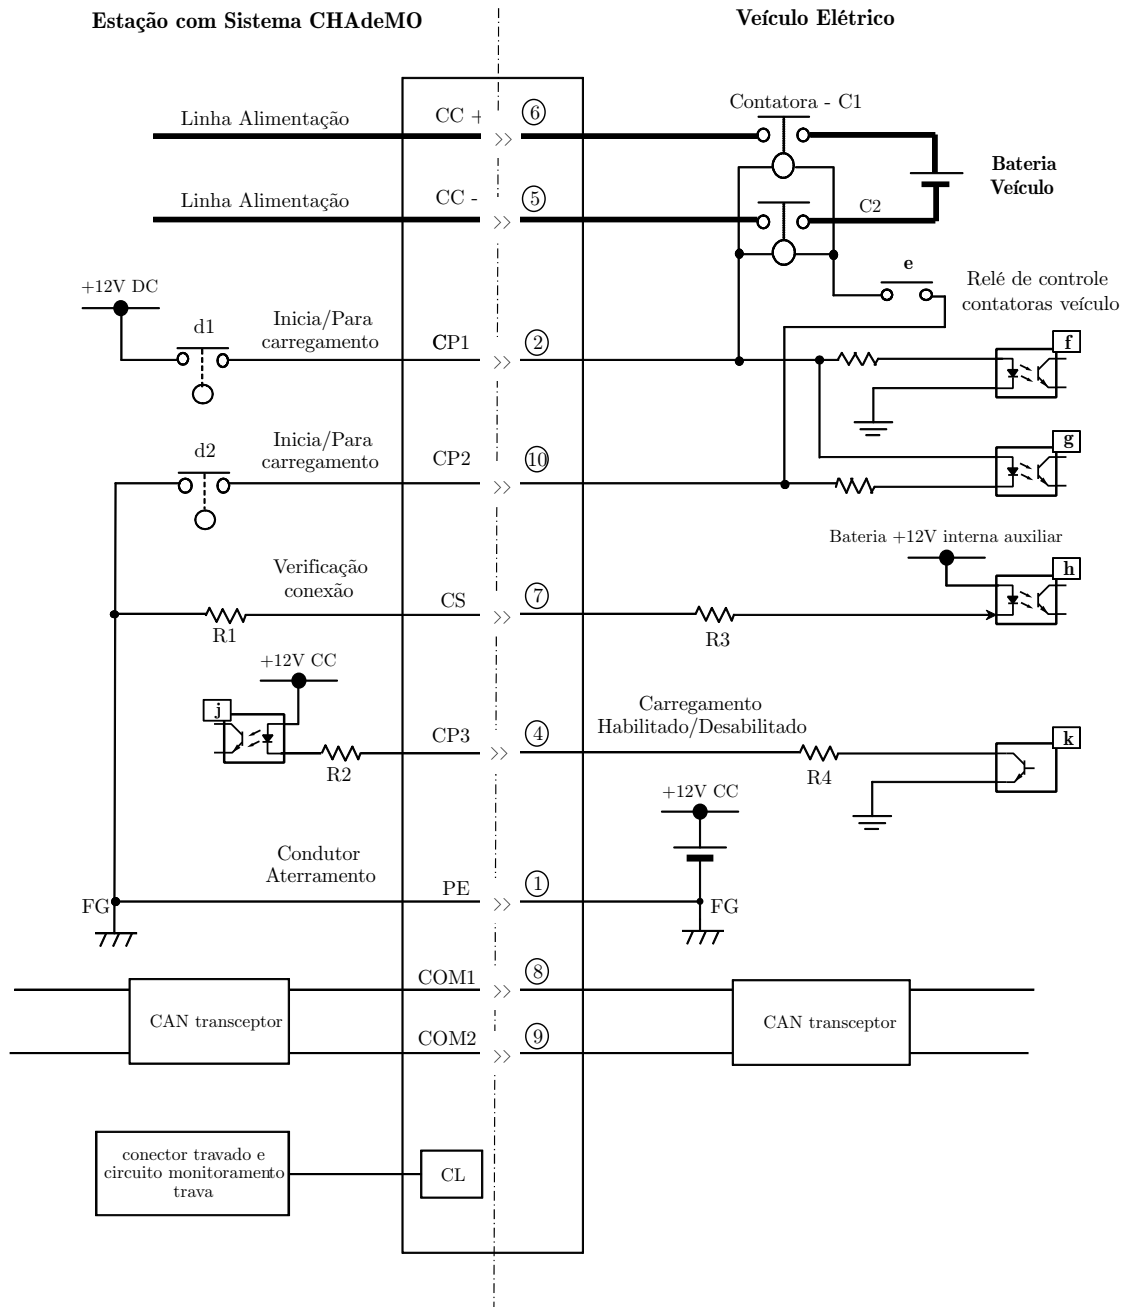 Estação com Sistema CHAdeMO
Veículo Elétrico
Linha Alimentação
CC +
6
Contatora - C1
Bateria
Veículo
Linha Alimentação
CC -
5
C2
e
Relé de controle
contatoras veículo
+12V DC
d1
Inicia/Para
carregamento
CP1
2
f
d2
Inicia/Para
carregamento
CP2
10
g
Bateria +12V interna auxiliar
h
Verificação
conexão
CS
7
R1
R3
+12V CC
j
R2
CP3
4
Carregamento
Habilitado/Desabilitado
R4
k
+12V CC
Condutor
Aterramento
PE
1
FG
FG
COM1
8
CAN transceptor
CAN transceptor
COM2
9
conector travado e
circuito monitoramento
trava
CL